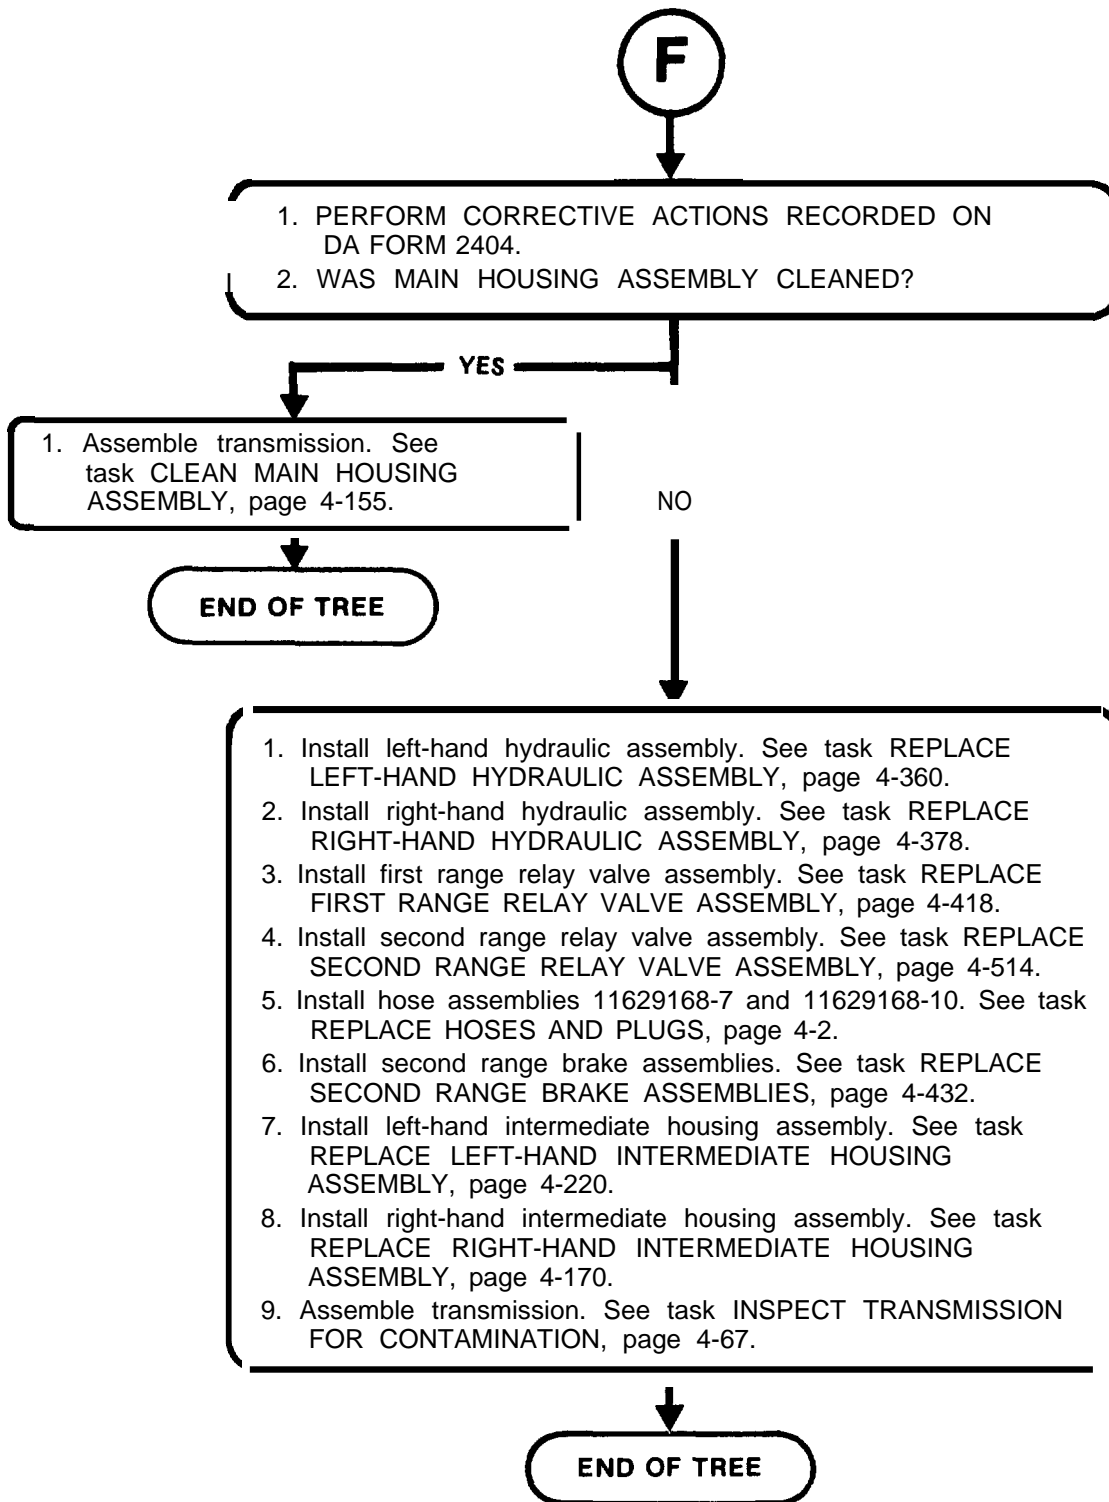 F
1. PERFORM CORRECTIVE ACTIONS RECORDED ON
DA FORM 2404.
2. WAS MAIN HOUSING ASSEMBLY CLEANED?
YES
1. Assemble transmission. See
task CLEAN MAIN HOUSING
ASSEMBLY, page 4-155.
NO
END OF TREE
1. Install left-hand hydraulic assembly. See task REPLACE
LEFT-HAND HYDRAULIC ASSEMBLY, page 4-360.
2. Install right-hand hydraulic assembly. See task REPLACE
RIGHT-HAND HYDRAULIC ASSEMBLY, page 4-378.
3. Install first range relay valve assembly. See task REPLACE
FIRST RANGE RELAY VALVE ASSEMBLY, page 4-418.
4. Install second range relay valve assembly. See task REPLACE
SECOND RANGE RELAY VALVE ASSEMBLY, page 4-514.
5. Install hose assemblies 11629168-7 and 11629168-10. See task
REPLACE HOSES AND PLUGS, page 4-2.
6. Install second range brake assemblies. See task REPLACE
SECOND RANGE BRAKE ASSEMBLIES, page 4-432.
7. Install left-hand intermediate housing assembly. See task
REPLACE LEFT-HAND INTERMEDIATE HOUSING
ASSEMBLY, page 4-220.
8. Install right-hand intermediate housing assembly. See task
REPLACE RIGHT-HAND INTERMEDIATE HOUSING
ASSEMBLY, page 4-170.
9. Assemble transmission. See task INSPECT TRANSMISSION
FOR CONTAMINATION, page 4-67.
END OF TREE